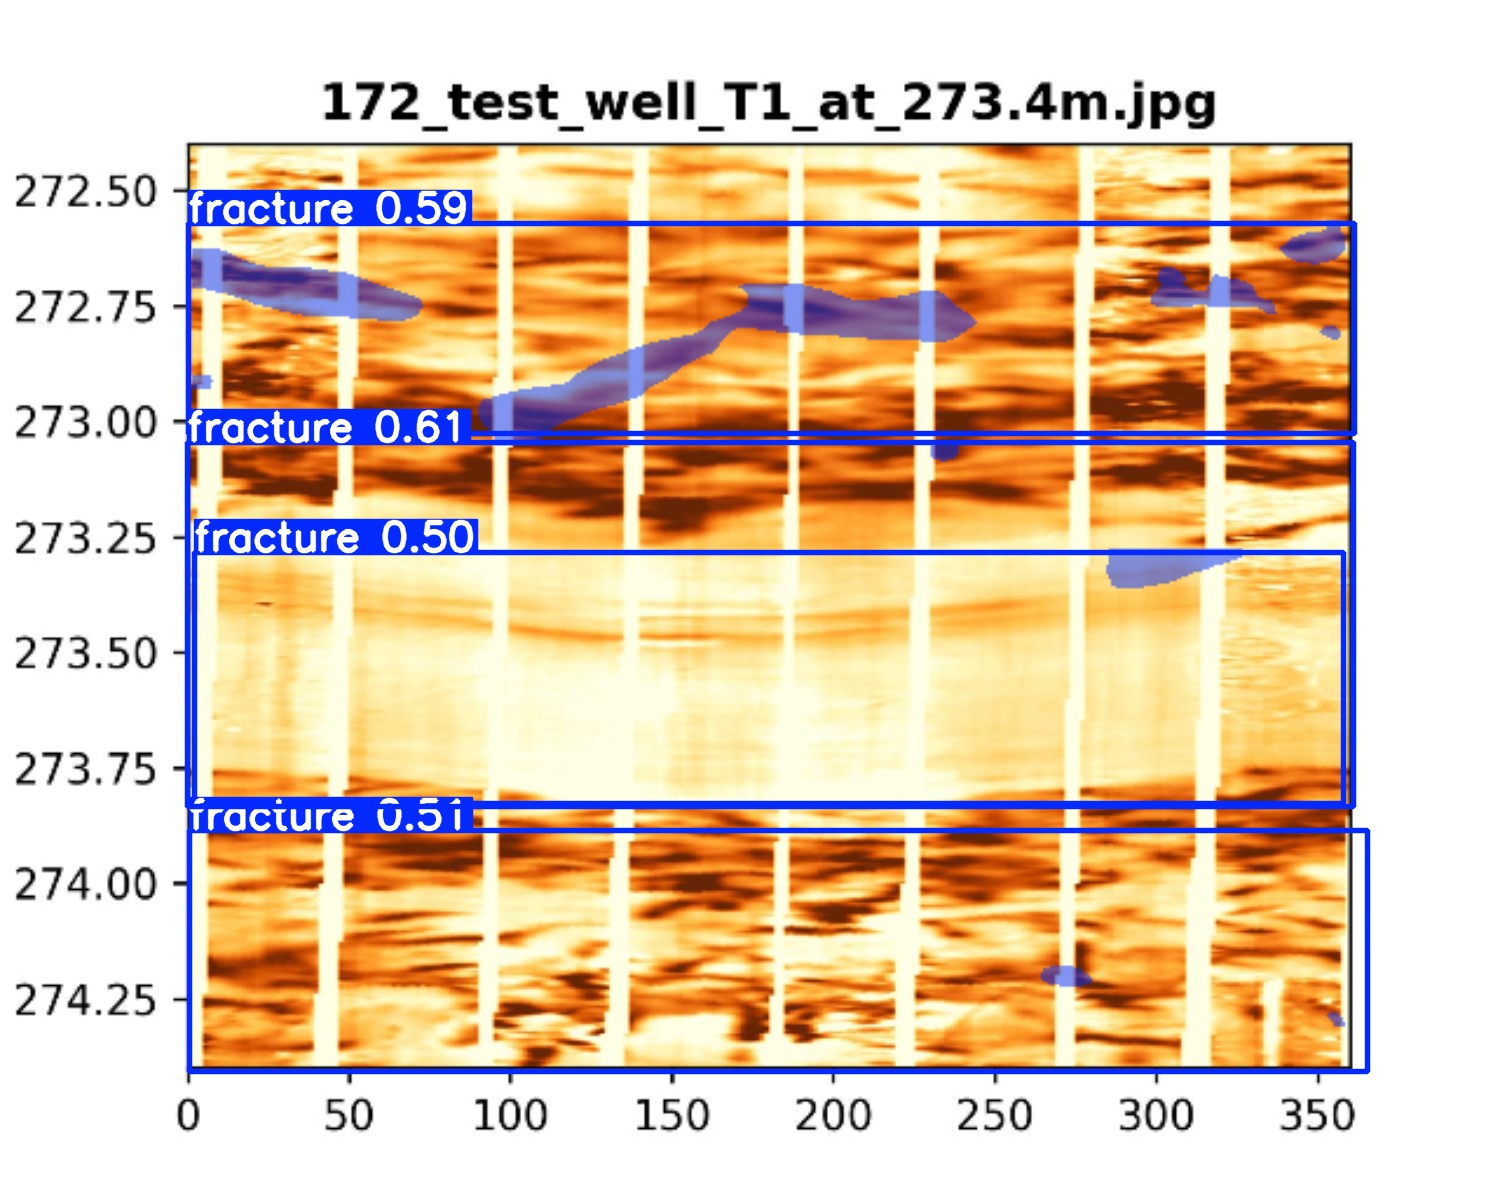 172_test_well_T1_at_273.4m.jpg
272.50
fracture 0.59
272.75
273.00
fracture 0.61
273.25
fracture 0.50
273.50
273.75
fracture 0.51
274.00
274.25
0 50 100 150 200 250 300 350